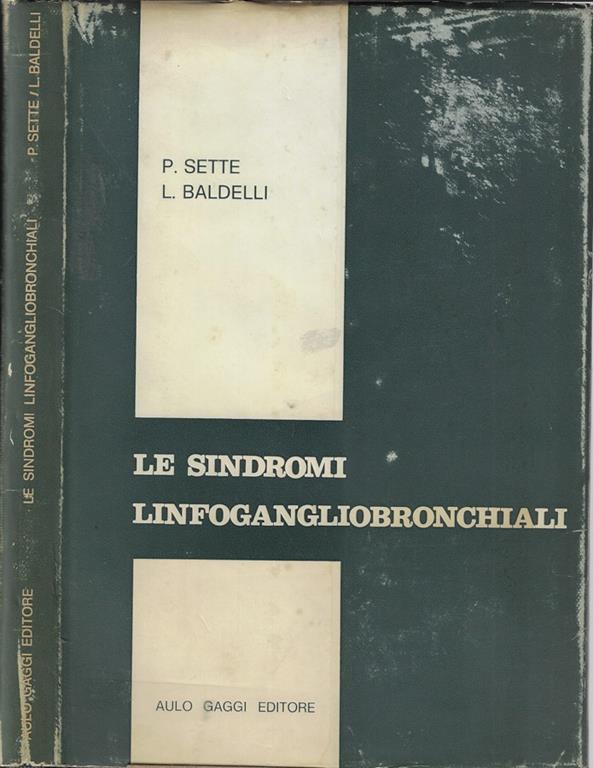 P. SETTE / L. BALDELLI
LE SINDROMI LINFOGANGLIOBRONCHIALI
AULO GAGGI EDITORE
P. SETTE
L. BALDELLI
LE SINDROMI
LINFOGANGLIOBRONCHIALI
AULO GAGGI EDITORE